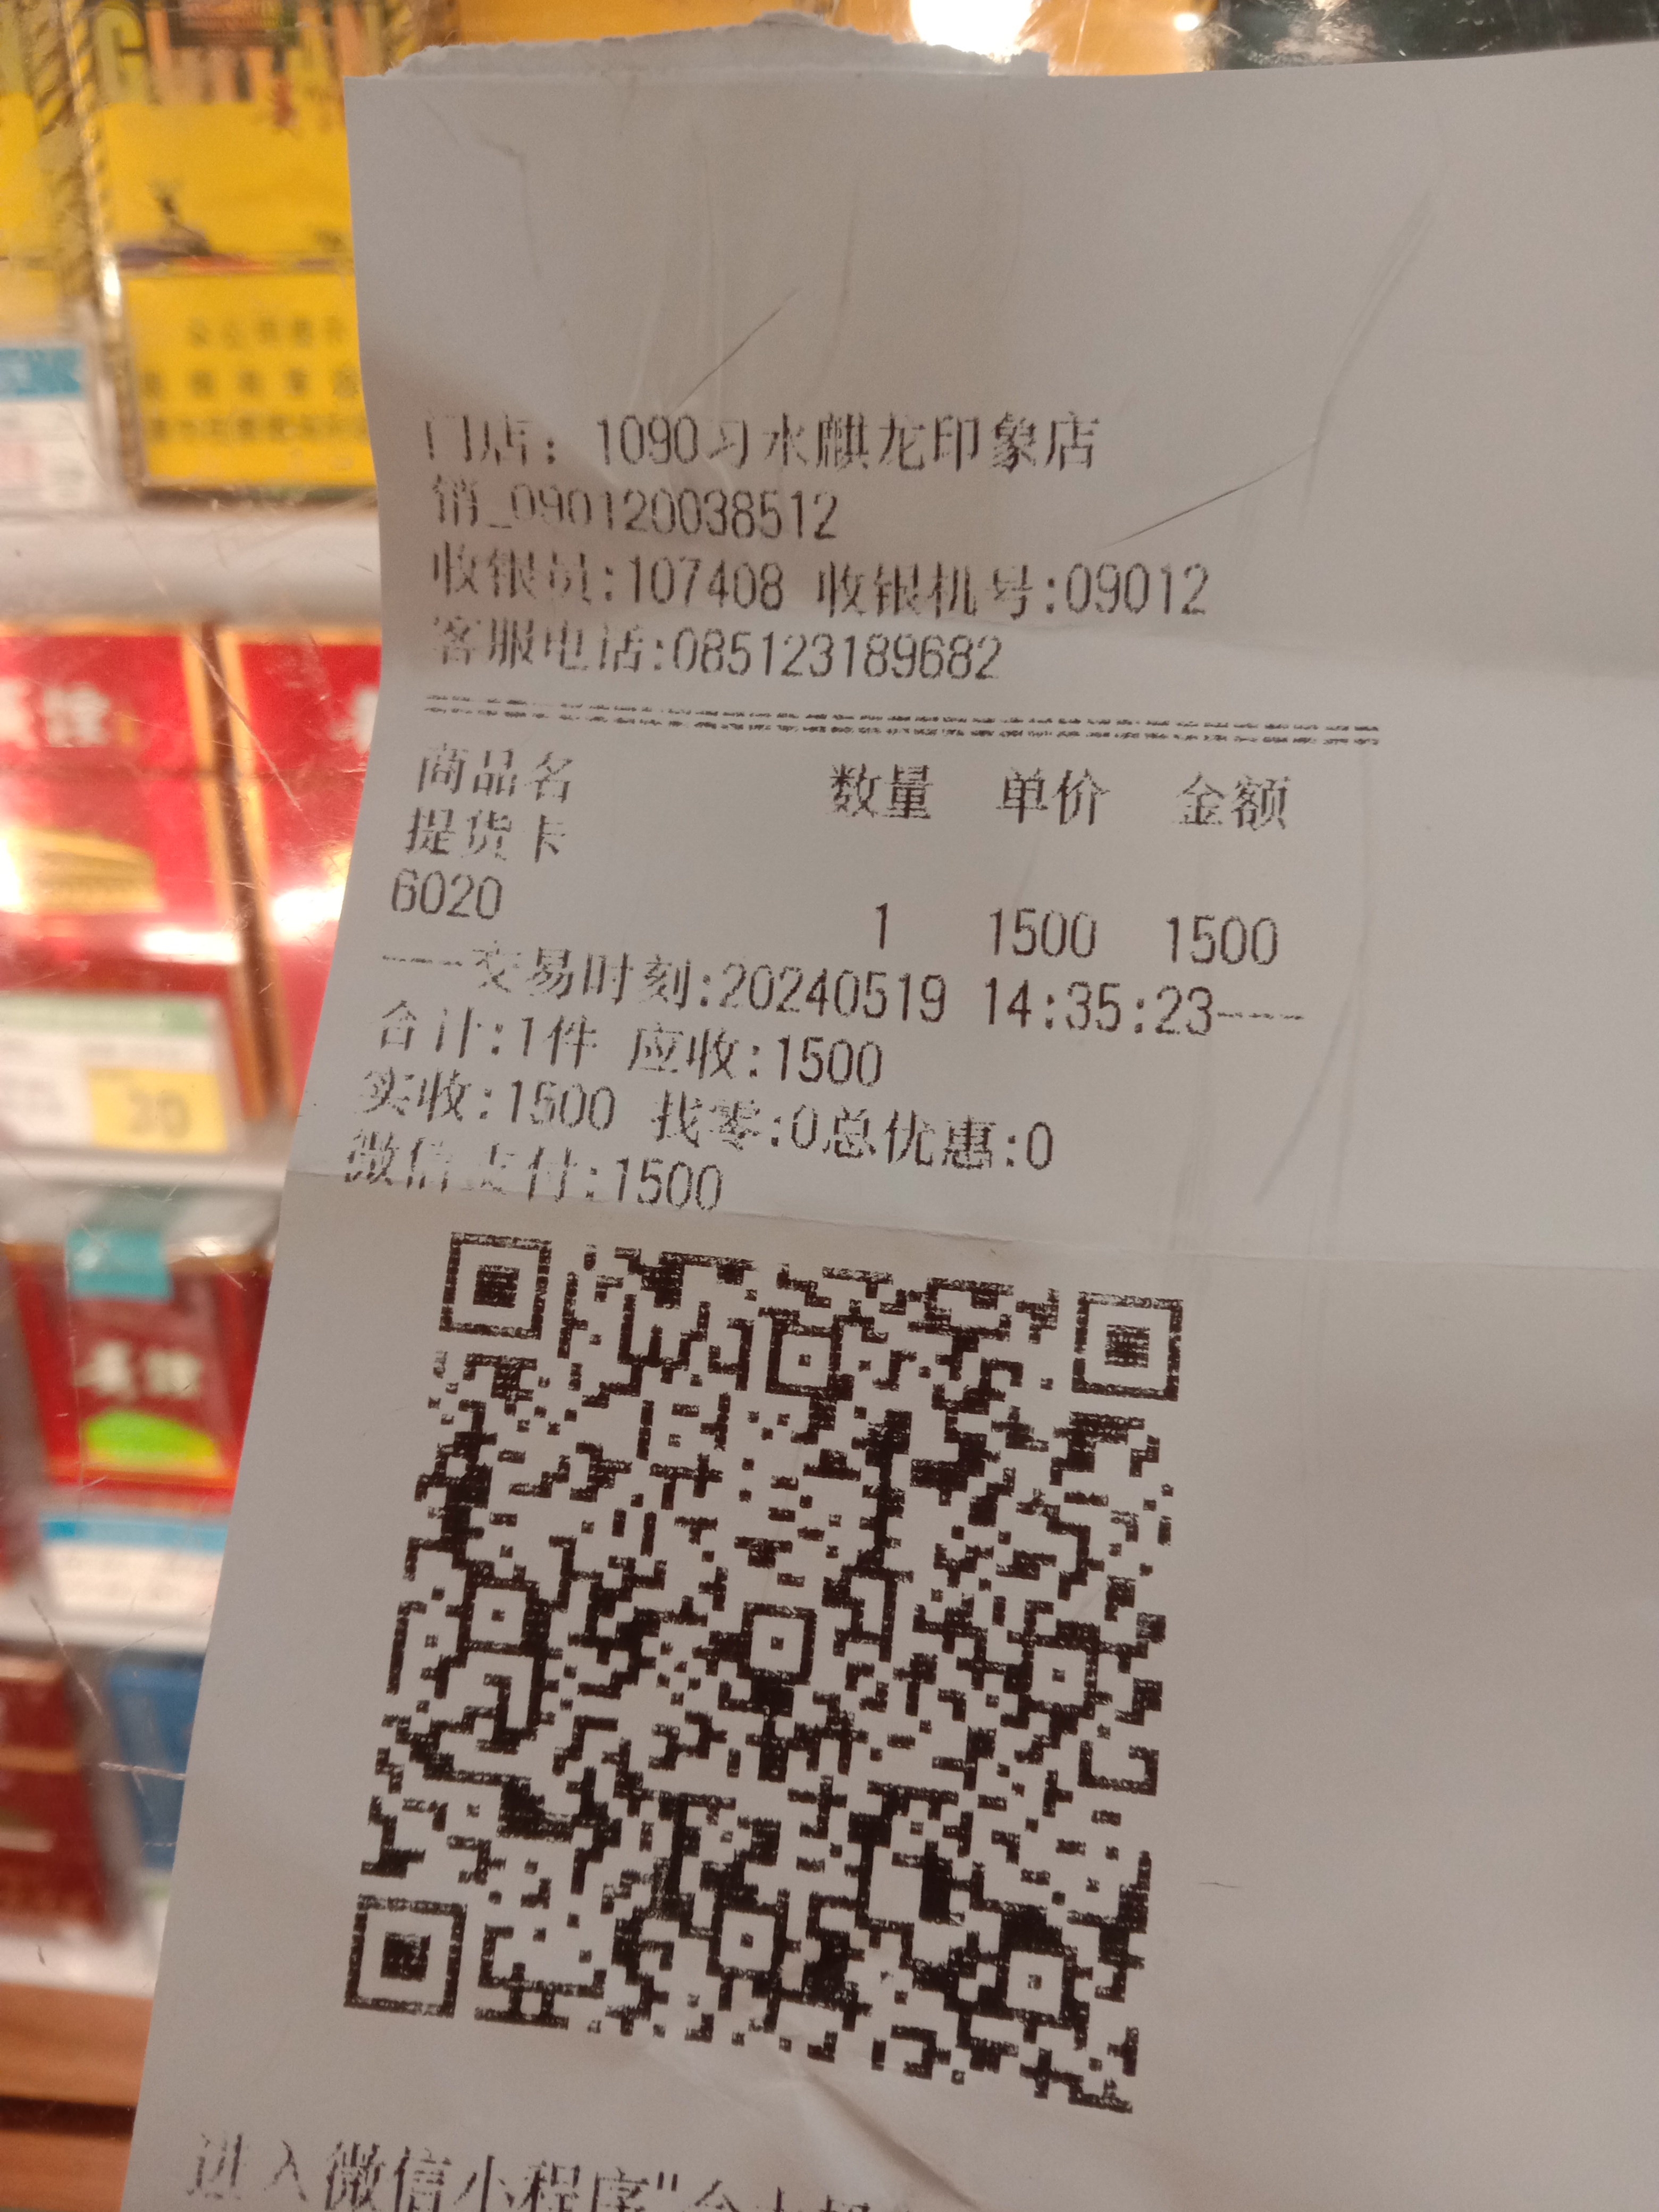 门店：1090习水麒龙印象店
销_090120038512
收银员:107408 收银机号:09012
客服电话:085123189682
商品名 数量 单价 金额
提货卡
6020
1 1500 1500
---交易时刻:20240519 14:35:23---
合计:1件 应收:1500
实收:1500 找零:0总优惠:0
微信支付:1500
进入微信小程序"
20